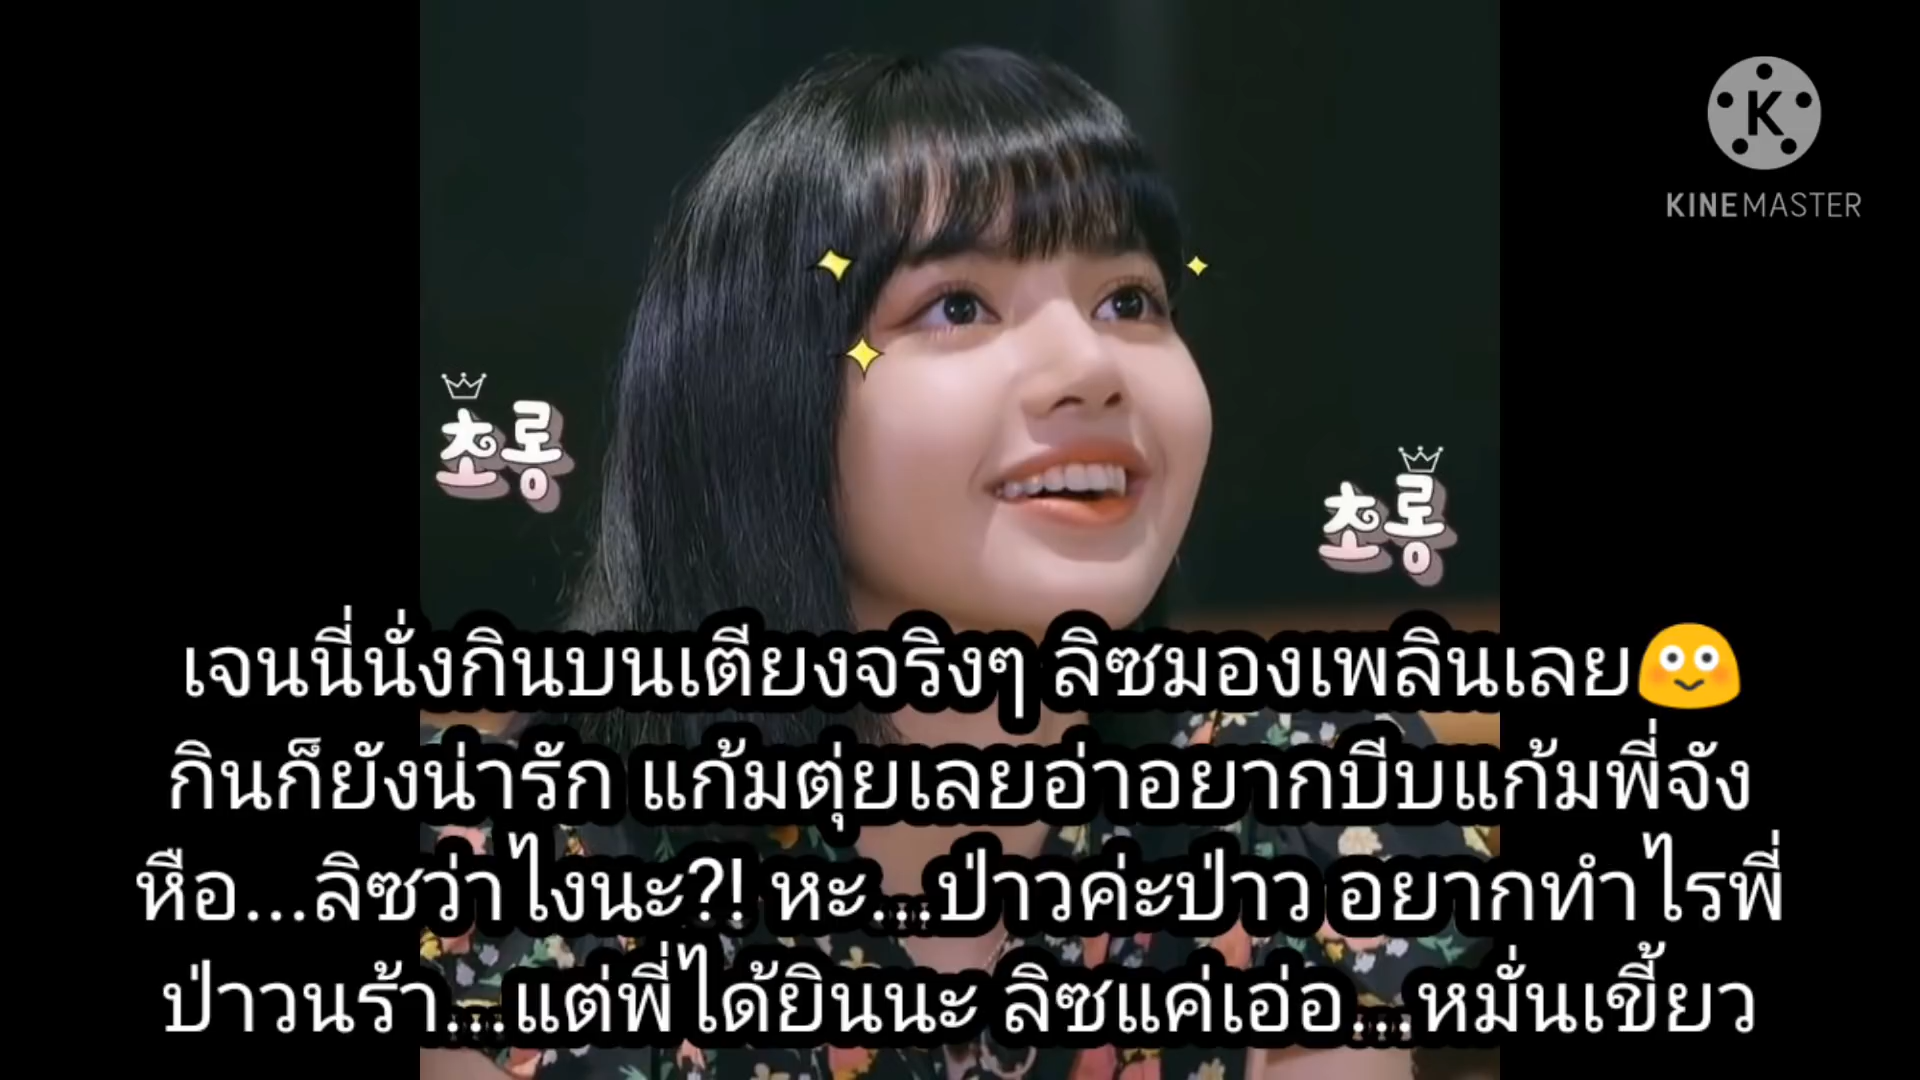 KINEMASTER
초롱
초롱
เจนนี่นั่งกินบนเตียงจริงๆ ลิซมองเพลินเลย
กินก็ยังน่ารัก แก้มตุ่ยเลยอ่าอยากบีบแก้มพี่จัง
หือ...ลิซว่าไงนะ?! หะ...ป่าวค่ะป่าว อยากทำไรพี่
ป่าวนร้า...แต่พี่ได้ยินนะ ลิซแค่เอ่อ...หมั่นเขี้ยว